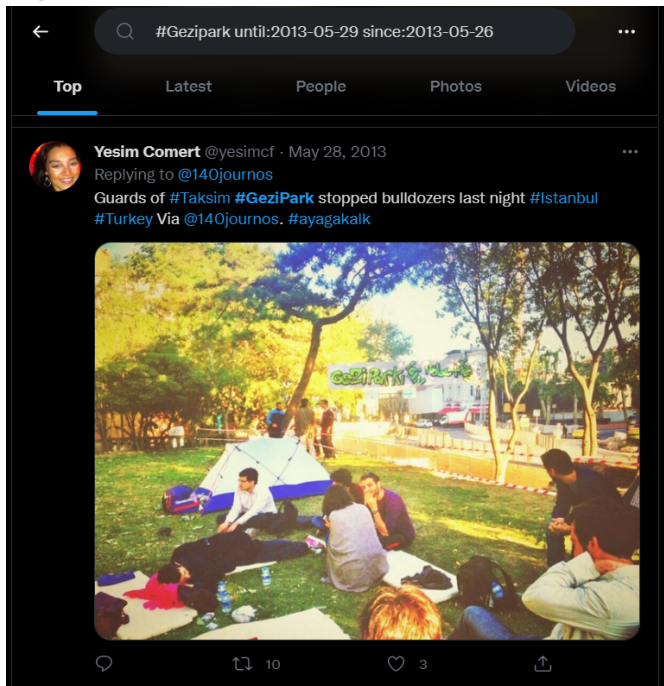 #Gezipark until:2013-05-29 since:2013-05-26
Top Latest People Photos Videos
Yesim Comert @yesimcf · May 28, 2013
Replying to @140journos
Guards of #Taksim #GeziPark stopped bulldozers last night #Istanbul
#Turkey Via @140journos. #ayagakalk
GeziParkı
10 3